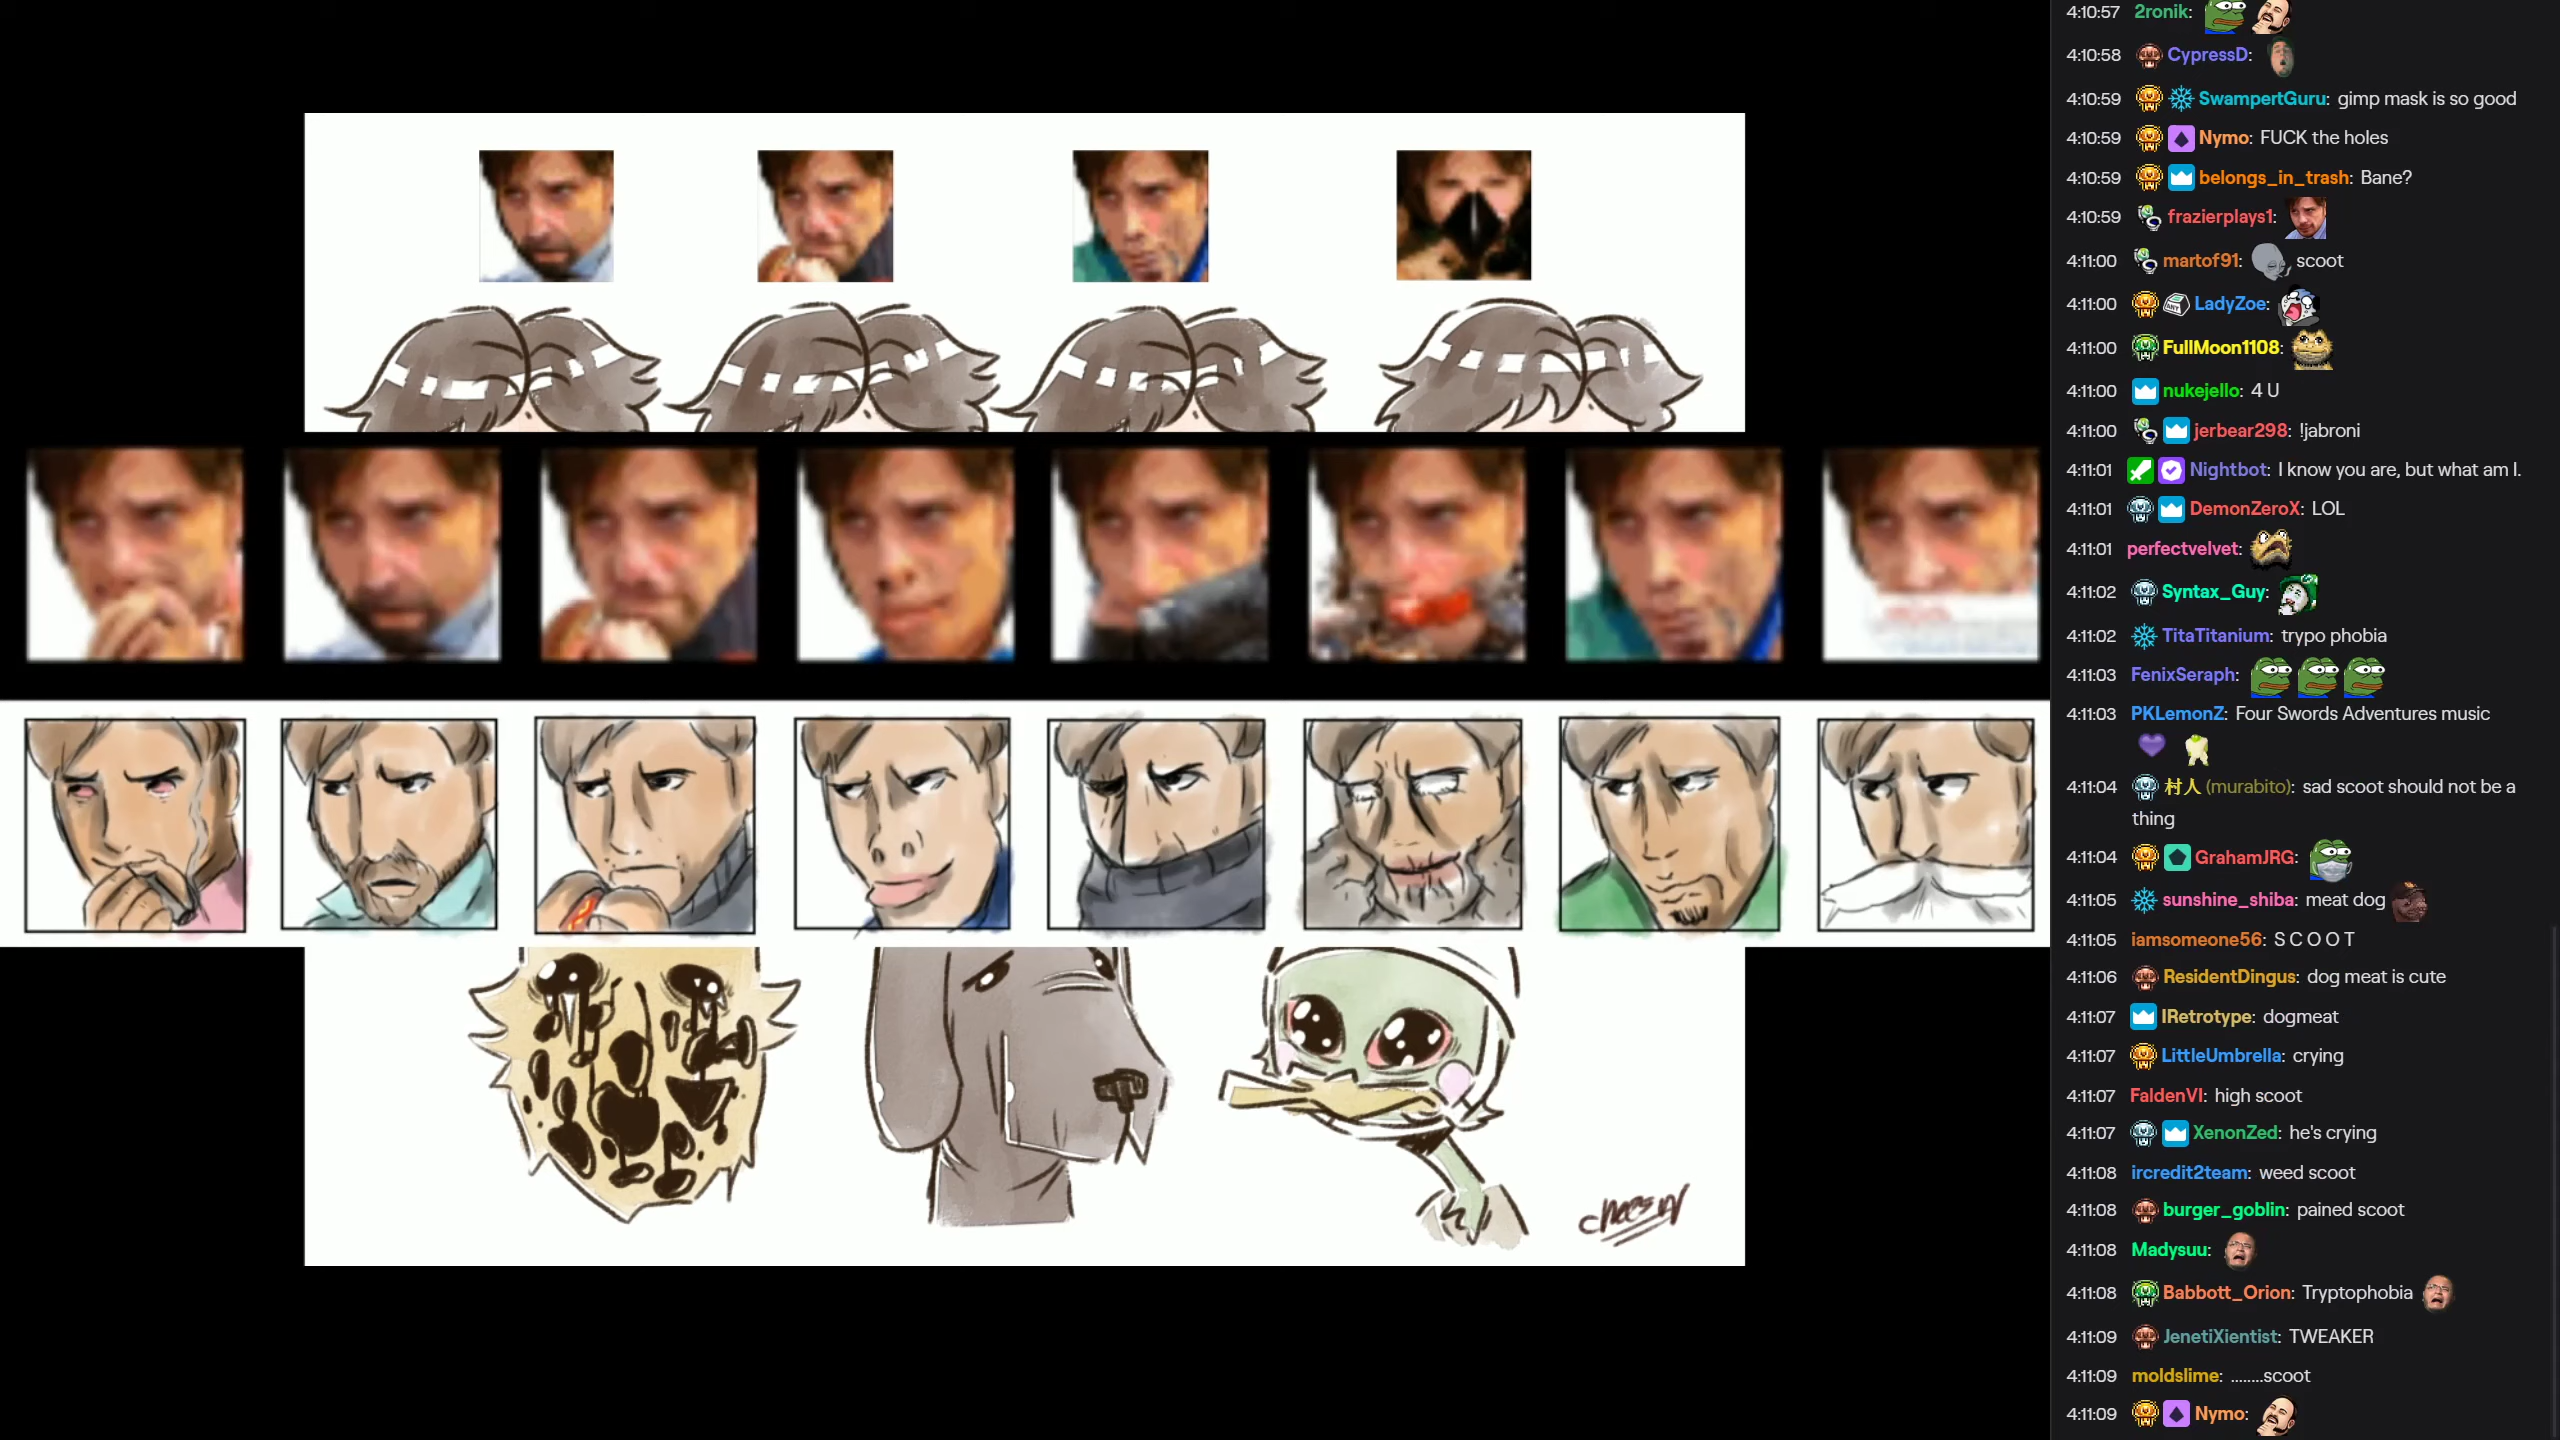 4:10:57 2ronik:
4:10:58 CypressD:
4:10:59 SwampertGuru: gimp mask is so good
4:10:59 Nymo: FUCK the holes
4:10:59 belongs_in_trash: Bane?
4:10:59 frazierplays1:
4:11:00 martof91: scoot
4:11:00 LadyZoe:
4:11:00 FullMoon1108:
4:11:00 nukejello: 4 U
4:11:00 jerbear298: !jabroni
4:11:01 Nightbot: I know you are, but what am I.
4:11:01 DemonZeroX: LOL
4:11:01 perfectvelvet:
4:11:02 Syntax_Guy:
4:11:02 TitaTitanium: trypo phobia
4:11:03 FenixSeraph:
4:11:03 PKLemonZ: Four Swords Adventures music
4:11:04 村人 (murabito): sad scoot should not be a
thing
4:11:04 GrahamJRG:
4:11:05 sunshine_shiba: meat dog
4:11:05 iamsomeone56: S C O O T
4:11:06 ResidentDingus: dog meat is cute
4:11:07 IRetrotype: dogmeat
4:11:07 LittleUmbrella: crying
4:11:07 FaldenVI: high scoot
4:11:07 XenonZed: he's crying
4:11:08 ircredit2team: weed scoot
4:11:08 burger_goblin: pained scoot
4:11:08 Madysuu:
4:11:08 Babbott_Orion: Tryptophobia
4:11:09 JenetiXientist: TWEAKER
4:11:09 moldslime: ........scoot
4:11:09 Nymo: